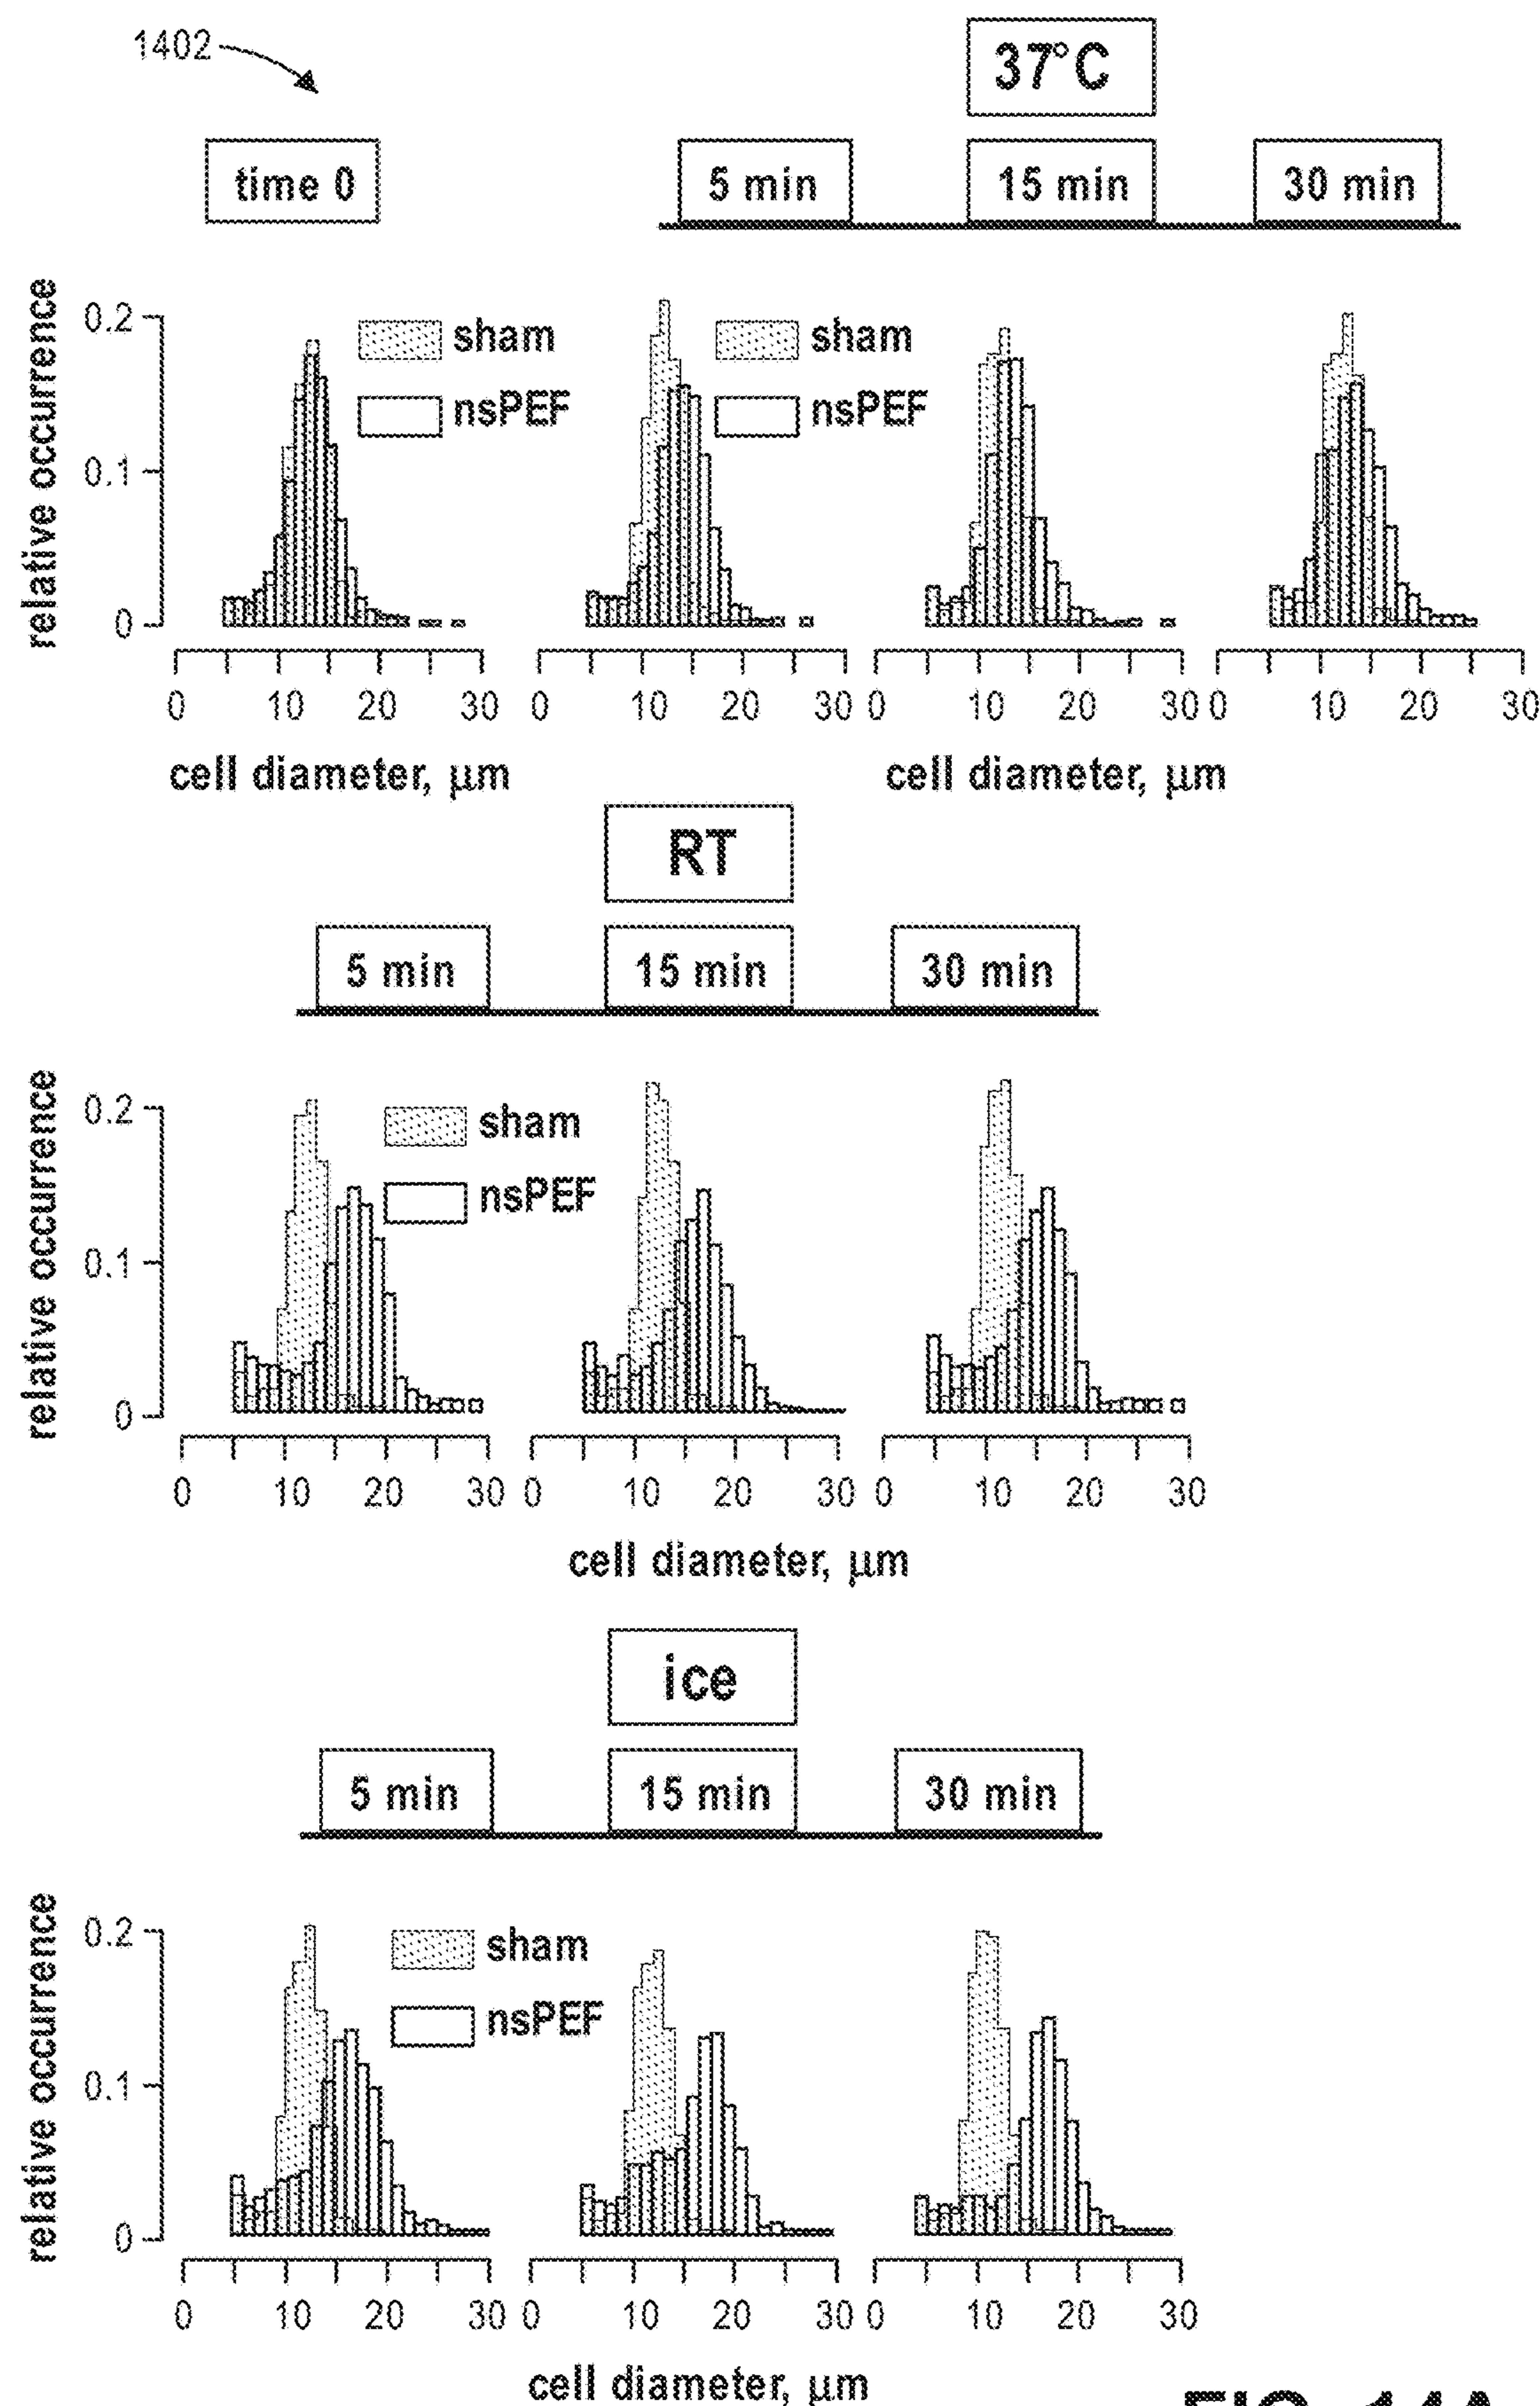 1402
37°C
time 0
5 min
15 min
30 min
relative occurrence
0.2
0.1
0
sham
nsPEF
sham
nsPEF
0 10 20 30
0 10 20 30
0 10 20 30
0 10 20 30
cell diameter, µm
cell diameter, µm
RT
5 min
15 min
30 min
relative occurrence
0.2
0.1
0
sham
nsPEF
0 10 20 30
0 10 20 30
0 10 20 30
cell diameter, µm
ice
5 min
15 min
30 min
relative occurrence
0.2
0.1
0
sham
nsPEF
0 10 20 30
0 10 20 30
0 10 20 30
cell diameter, µm